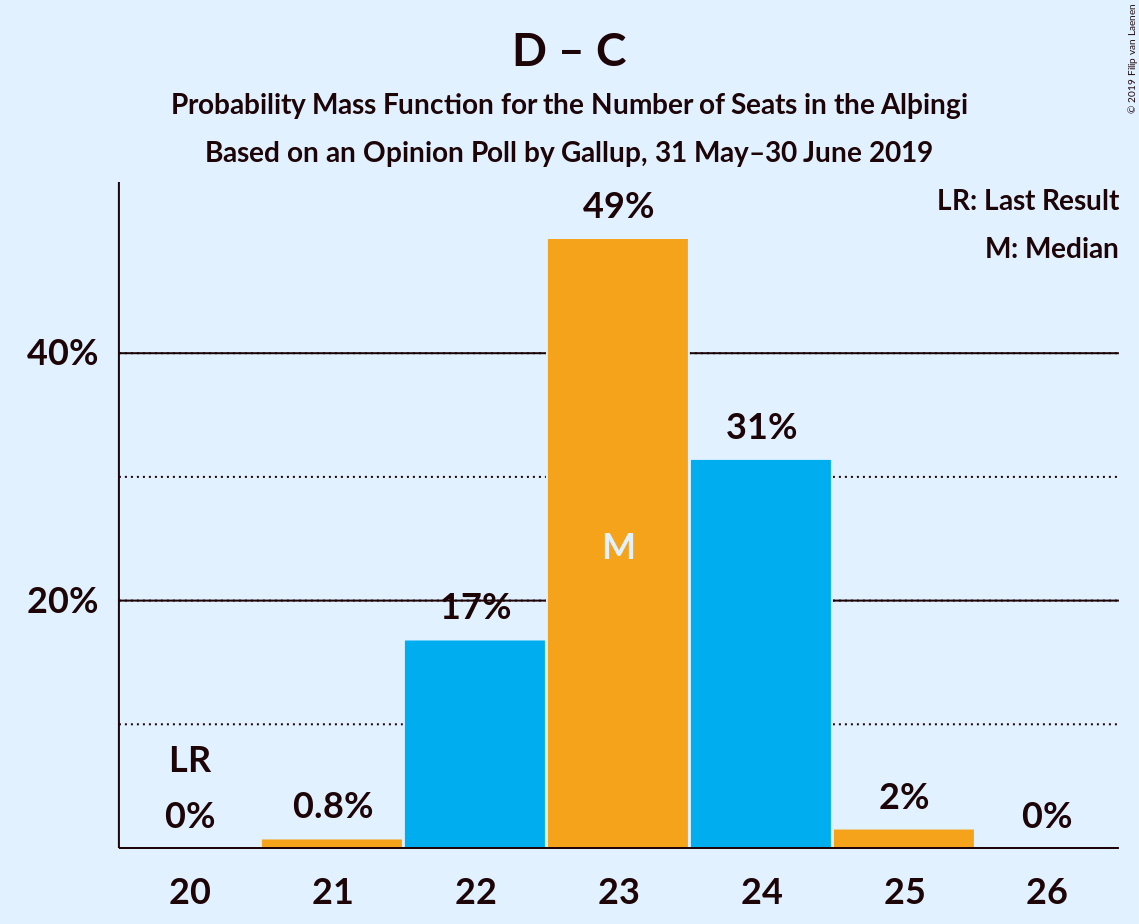 D – C
Probability Mass Function for the Number of Seats in the Alþingi
Based on an Opinion Poll by Gallup, 31 May–30 June 2019
© 2019 Filip van Laenen
LR: Last Result
M: Median
49%
40%
31%
M
20%
17%
LR
0%
0.8%
2%
0%
20 21 22 23 24 25 26